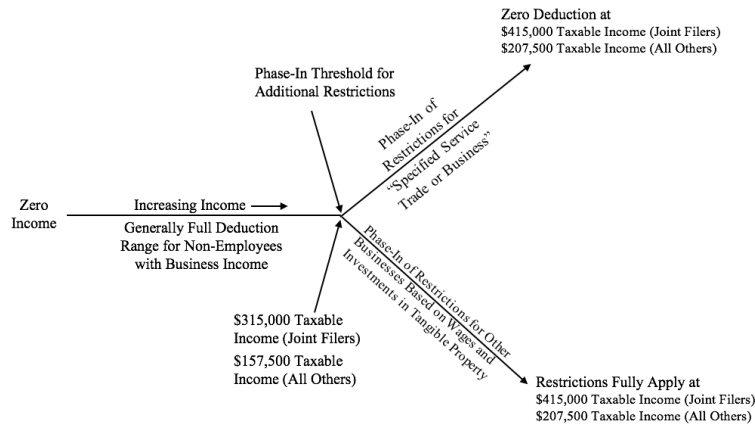 Zero Deduction at
$415,000 Taxable Income (Joint Filers)
$207,500 Taxable Income (All Others)
Phase-In Threshold for
Additional Restrictions
Phase-In of
Restrictions for
"Specified Service
Trade or Business"
Zero
Income
Increasing Income
Generally Full Deduction
Range for Non-Employees
with Business Income
Phase-In of Restrictions for Other
Businesses Based on Wages and
Investments in Tangible Property
$315,000 Taxable
Income (Joint Filers)
$157,500 Taxable
Income (All Others)
Restrictions Fully Apply at
$415,000 Taxable Income (Joint Filers)
$207,500 Taxable Income (All Others)